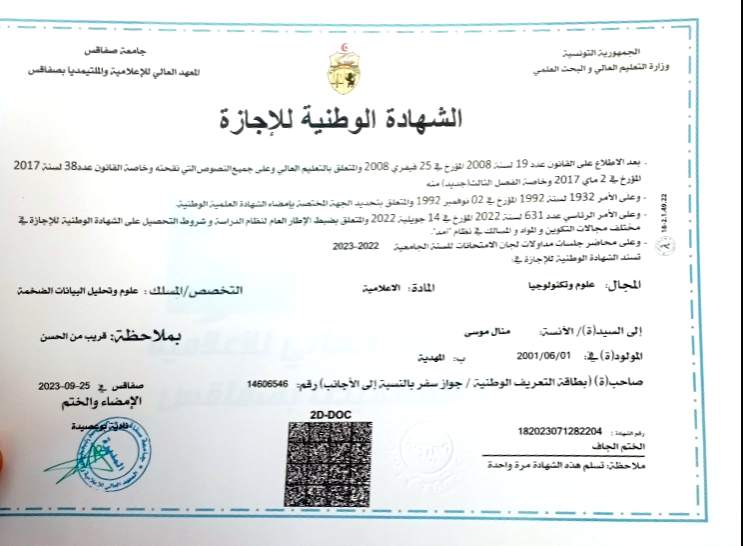 الجمهورية التونسية
وزارة التعليم العالي و البحث العلمي
جامعة صفاقس
المعهد العالي للإعلامية والملتيميديا بصفاقس
الشهادة الوطنية للإجازة
- بعد الاطلاع على القانون عدد 19 لسنة 2008 المؤرخ في 25 فيفري 2008 والمتعلق بالتعليم العالي وعلى جميع النصوص التي نقحته وخاصة القانون عدد 38 لسنة 2017
المؤرخ في 2 ماي 2017 وخاصة الفصل الثالث (جديد) منه
- وعلى الأمر 1932 لسنة 1992 المؤرخ في 02 نوفمبر 1992 والمتعلق بتحديد الجهة المختصة بإمضاء الشهادة العلمية الوطنية.
- وعلى الأمر الرئاسي عدد 631 لسنة 2022 المؤرخ في 14 جويلية 2022 والمتعلق بضبط الإطار العام لنظام الدراسة و شروط التحصيل على الشهادة الوطنية للإجازة في
مختلف مجالات التكوين و المواد و المسالك في نظام "أمد".
- وعلى محاضر جلسات مداولات لجان الامتحانات للسنة الجامعية 2022-2023
تسند الشهادة الوطنية للإجازة في:
المجال: علوم وتكنولوجيا المادة: الاعلامية التخصص/المسلك: علوم وتحليل البيانات الضخمة
إلى السيد(ة)/ الآنسة: منال موسى بملاحظة: قريب من الحسن
المولود(ة) في: 2001/06/01 ب: المهدية
صاحب(ة) (بطاقة التعريف الوطنية / جواز سفر بالنسبة إلى الأجانب) رقم: 14606546
صفاقس في 25-09-2023
الإمضاء والختم
نادية بوعصيدة
2D-DOC
رقم الشهادة: 182023071282204
الختم الجاف
ملاحظة: تسلم هذه الشهادة مرة واحدة
18-2.1.49.22